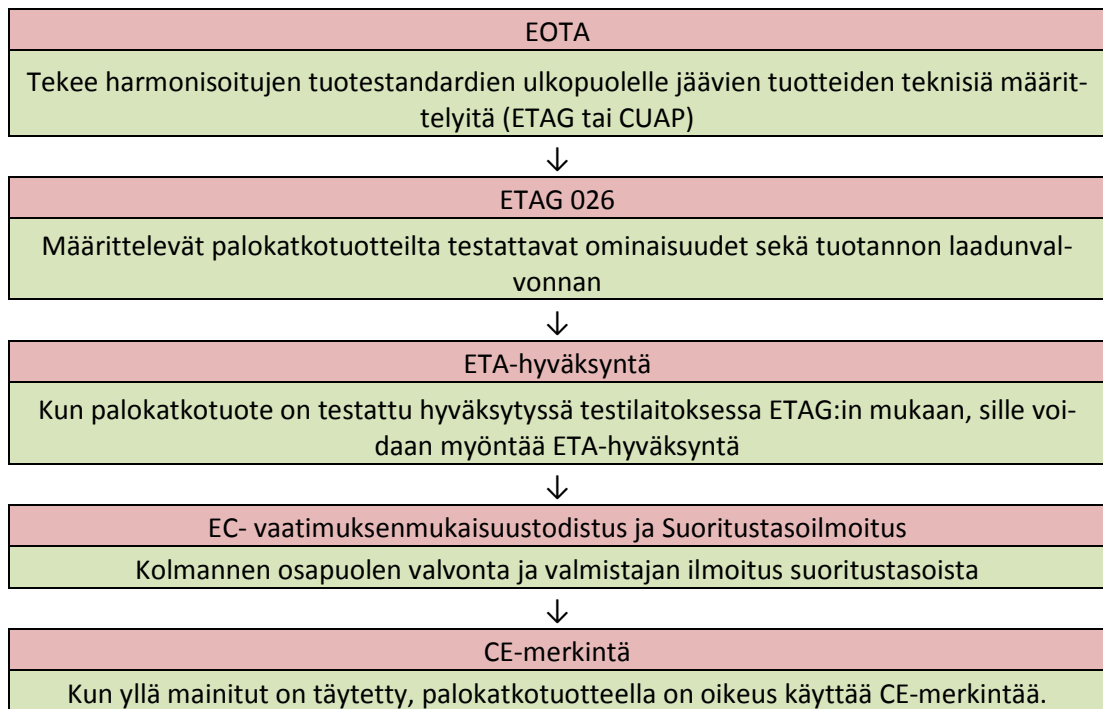 EOTA
Tekee harmonisoitujen tuotestandardien ulkopuolelle jäävien tuotteiden teknisiä määrit-
telyitä (ETAG tai CUAP)
↓
ETAG 026
Määrittelevät palokatkotuotteilta testattavat ominaisuudet sekä tuotannon laadunval-
vonnan
↓
ETA-hyväksyntä
Kun palokatkotuote on testattu hyväksytyssä testilaitoksessa ETAG:in mukaan, sille voi-
daan myöntää ETA-hyväksyntä
↓
EC- vaatimuksenmukaisuustodistus ja Suoritustasoilmoitus
Kolmannen osapuolen valvonta ja valmistajan ilmoitus suoritustasoista
↓
CE-merkintä
Kun yllä mainitut on täytetty, palokatkotuotteella on oikeus käyttää CE-merkintää.